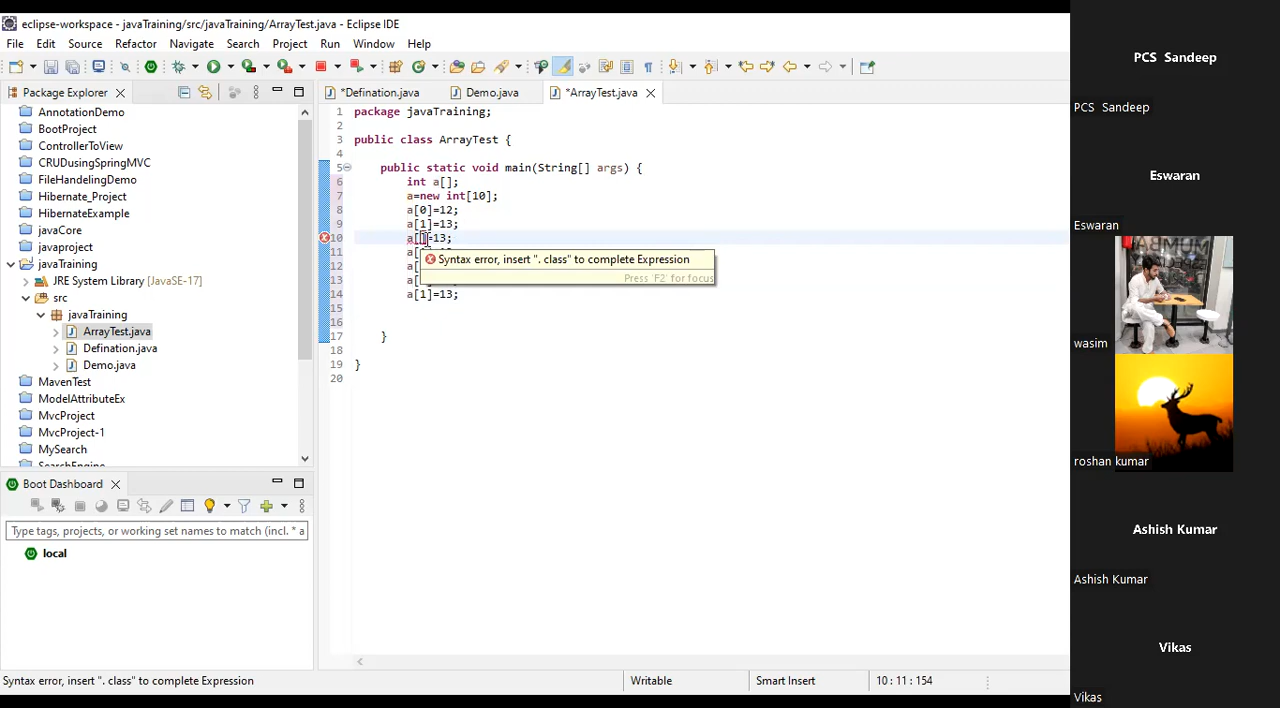 eclipse-workspace - javaTraining/src/javaTraining/ArrayTest.java - Eclipse IDE
File Edit Source Refactor Navigate Search Project Run Window Help
Package Explorer
AnnotationDemo
BootProject
ControllerToView
CRUDusingSpringMVC
FileHandelingDemo
Hibernate_Project
HibernateExample
javaCore
javaproject
javaTraining
JRE System Library [JavaSE-17]
src
javaTraining
ArrayTest.java
Defination.java
Demo.java
MavenTest
ModelAttributeEx
MvcProject
MvcProject-1
MySearch
SearchEngine
Boot Dashboard
Type tags, projects, or working set names to match (incl. * a
local
*Defination.java Demo.java *ArrayTest.java
1 package javaTraining;
2
3 public class ArrayTest {
4
5 public static void main(String[] args) {
6 int a[];
7 a=new int[10];
8 a[0]=12;
9 a[1]=13;
10 a[]=13;
11 a[
12 a[
13 a[
14 a[1]=13;
15
16
17 }
18
19 }
20
Syntax error, insert ". class" to complete Expression
Press 'F2' for focus
Syntax error, insert ". class" to complete Expression Writable Smart Insert 10 : 11 : 154
PCS Sandeep
PCS Sandeep
Eswaran
Eswaran
wasim
roshan kumar
Ashish Kumar
Ashish Kumar
Vikas
Vikas